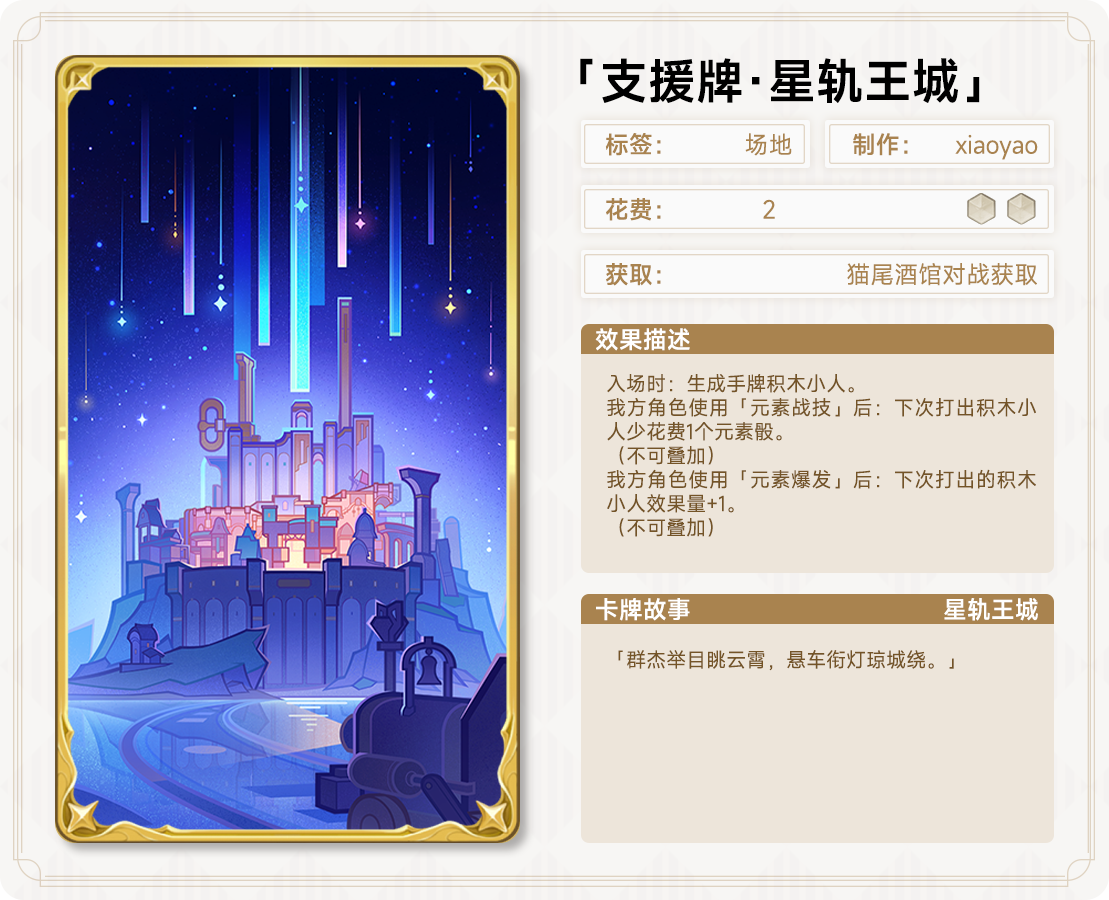 「支援牌·星轨王城」
标签： 场地 制作： xiaoyao
花费： 2
获取： 猫尾酒馆对战获取
效果描述
入场时：生成手牌积木小人。
我方角色使用「元素战技」后：下次打出积木小
人少花费1个元素骰。
（不可叠加）
我方角色使用「元素爆发」后：下次打出的积木
小人效果量+1。
（不可叠加）
卡牌故事 星轨王城
「群杰举目眺云霄，悬车衔灯琼城绕。」